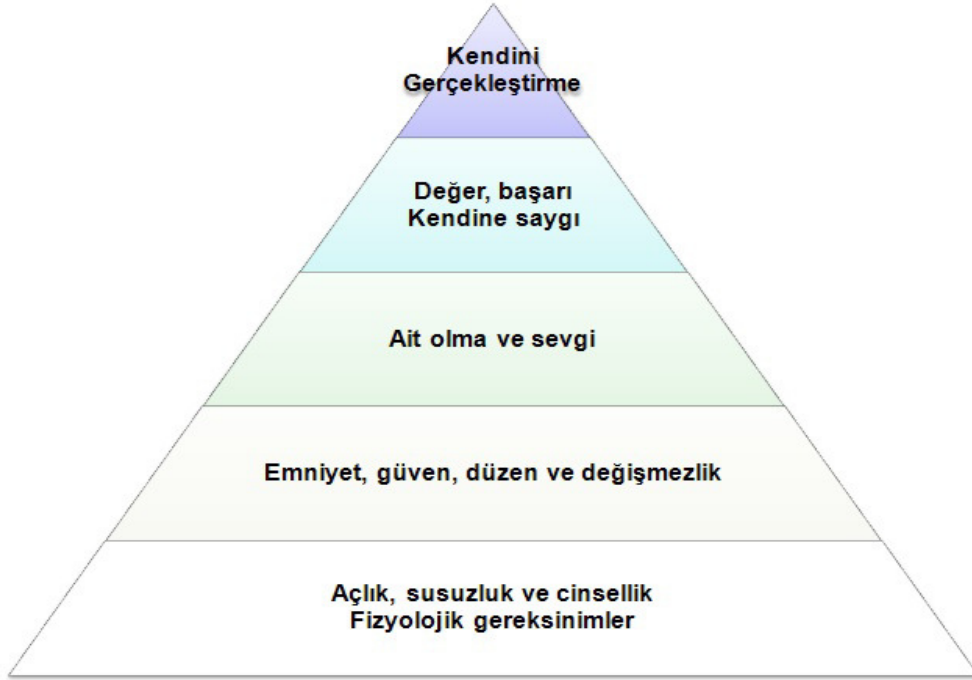 Kendini
Gerçekleştirme
Değer, başarı
Kendine saygı
Ait olma ve sevgi
Emniyet, güven, düzen ve değişmezlik
Açlık, susuzluk ve cinsellik
Fizyolojik gereksinimler